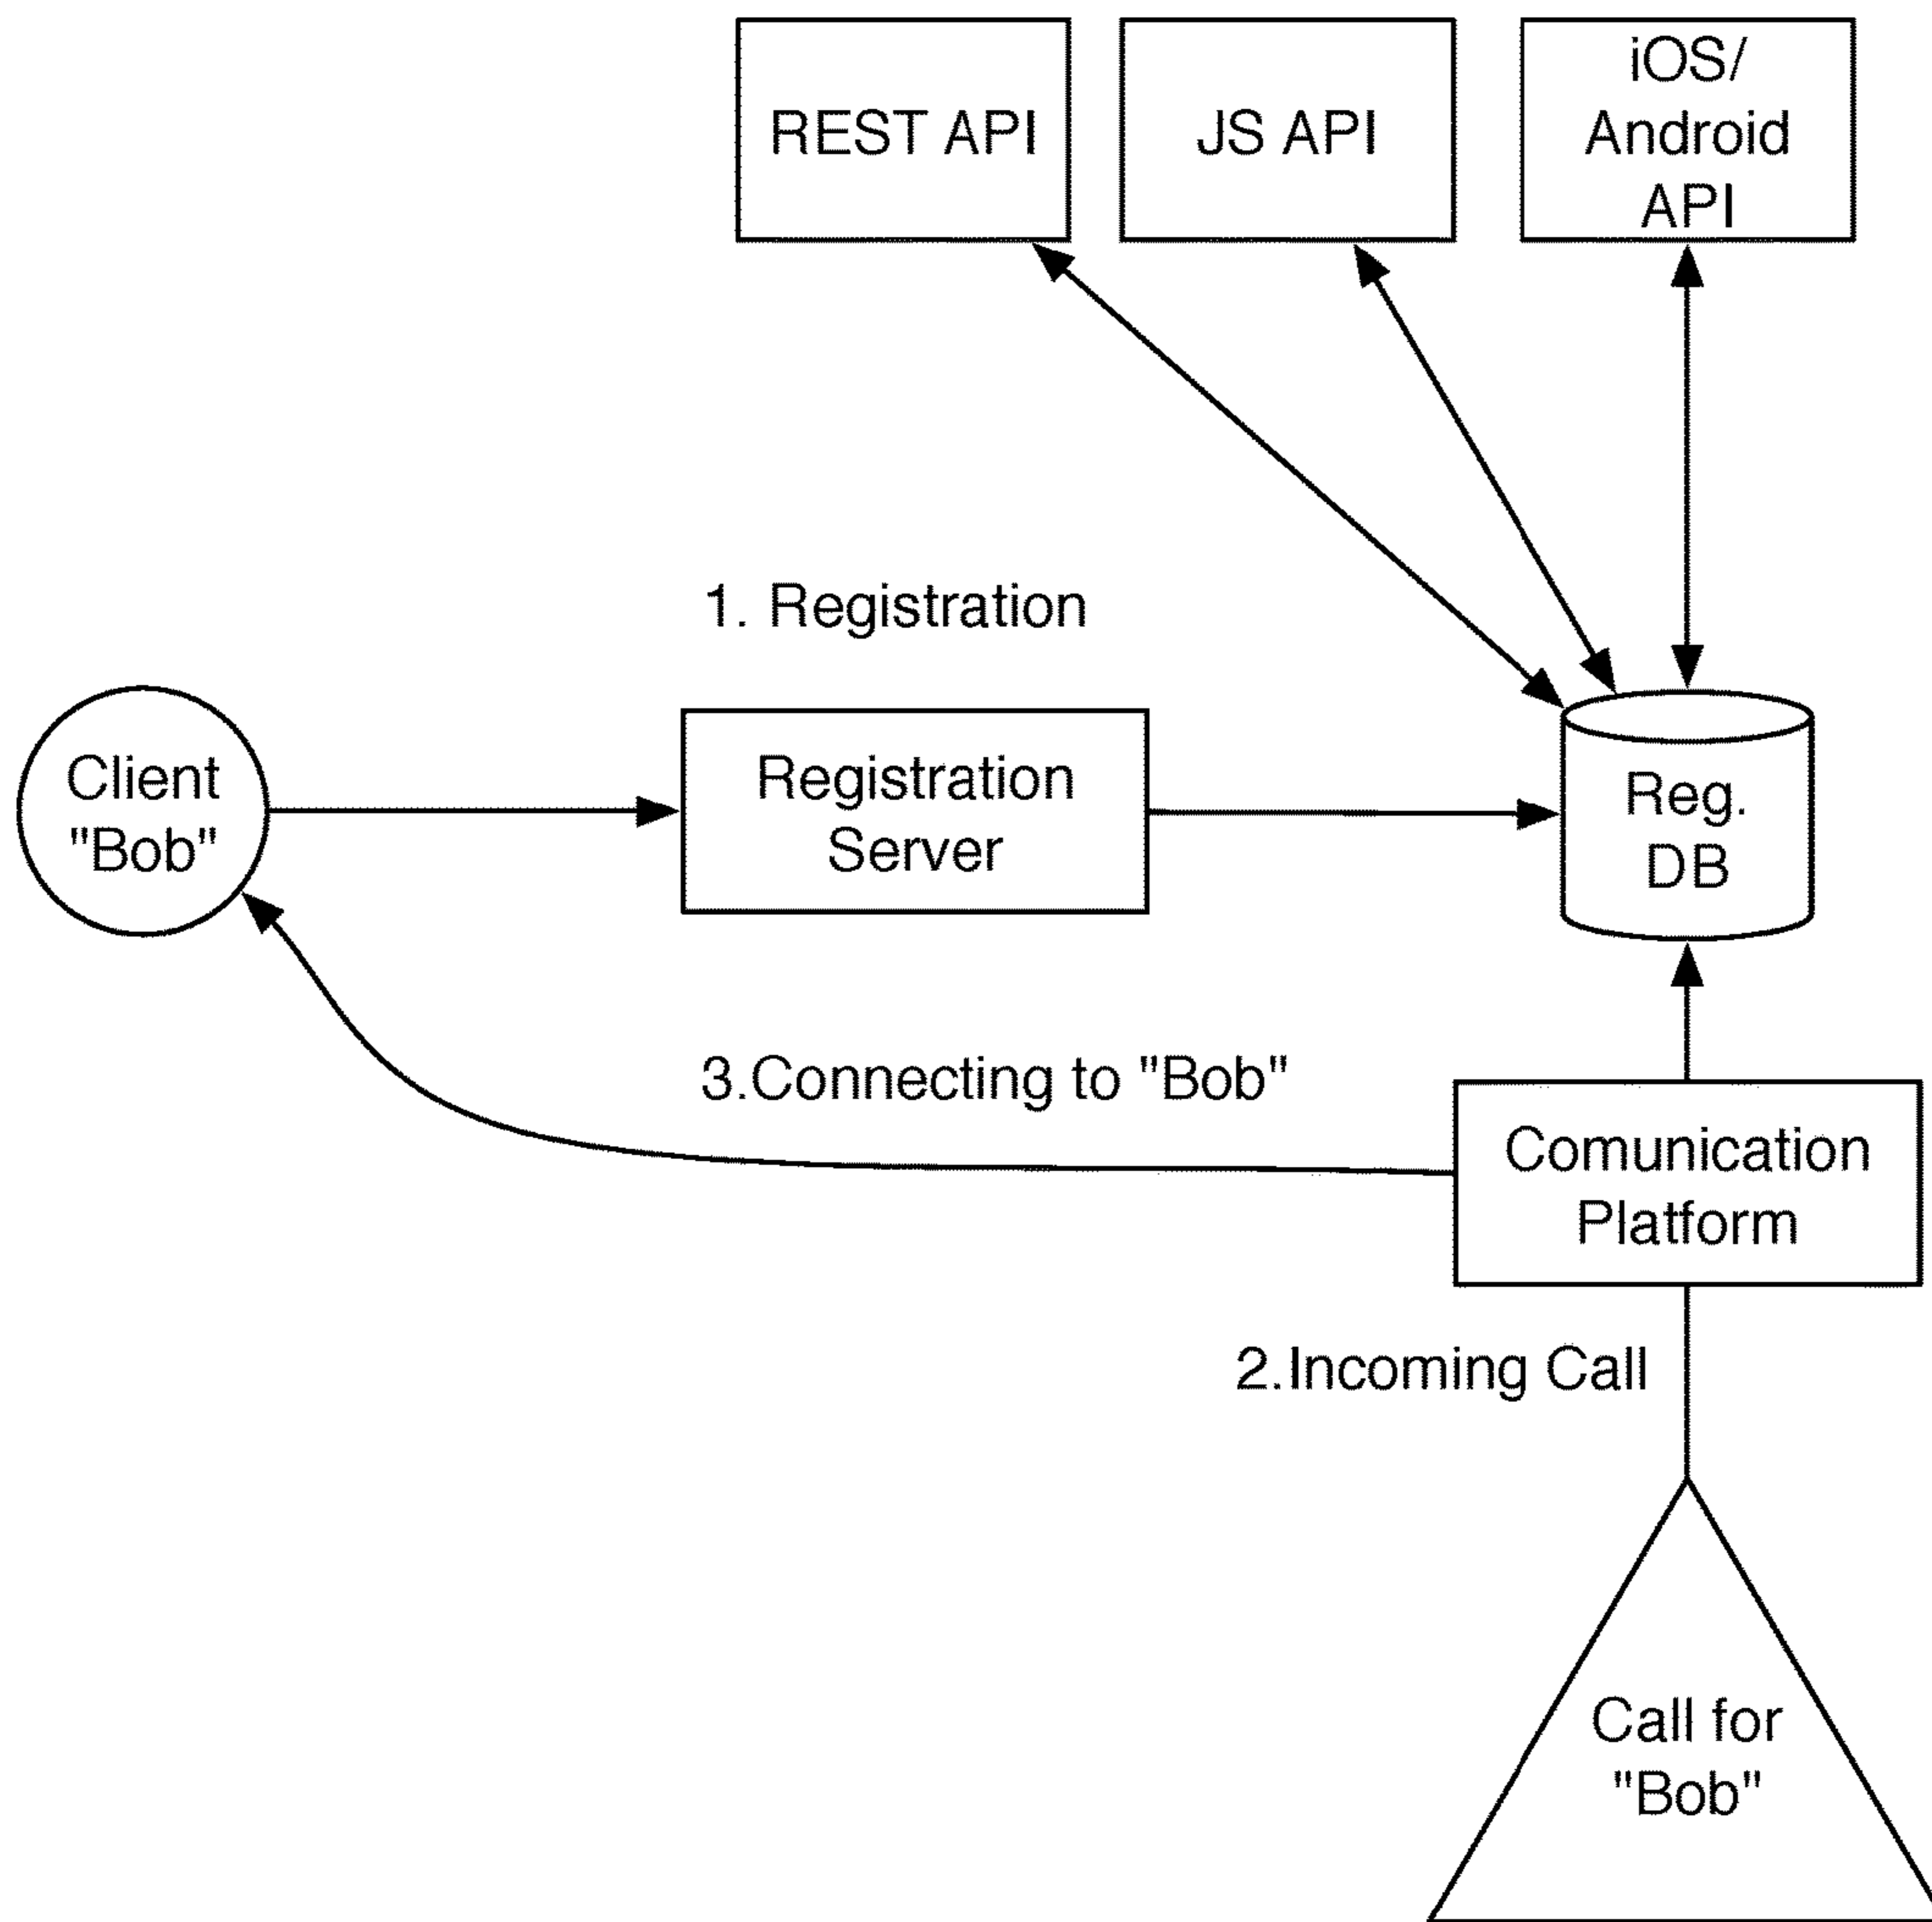 REST API
JS API
iOS/
Android
API
1. Registration
Client
"Bob"
Registration
Server
Reg.
DB
3.Connecting to "Bob"
Comunication
Platform
2.Incoming Call
Call for
"Bob"